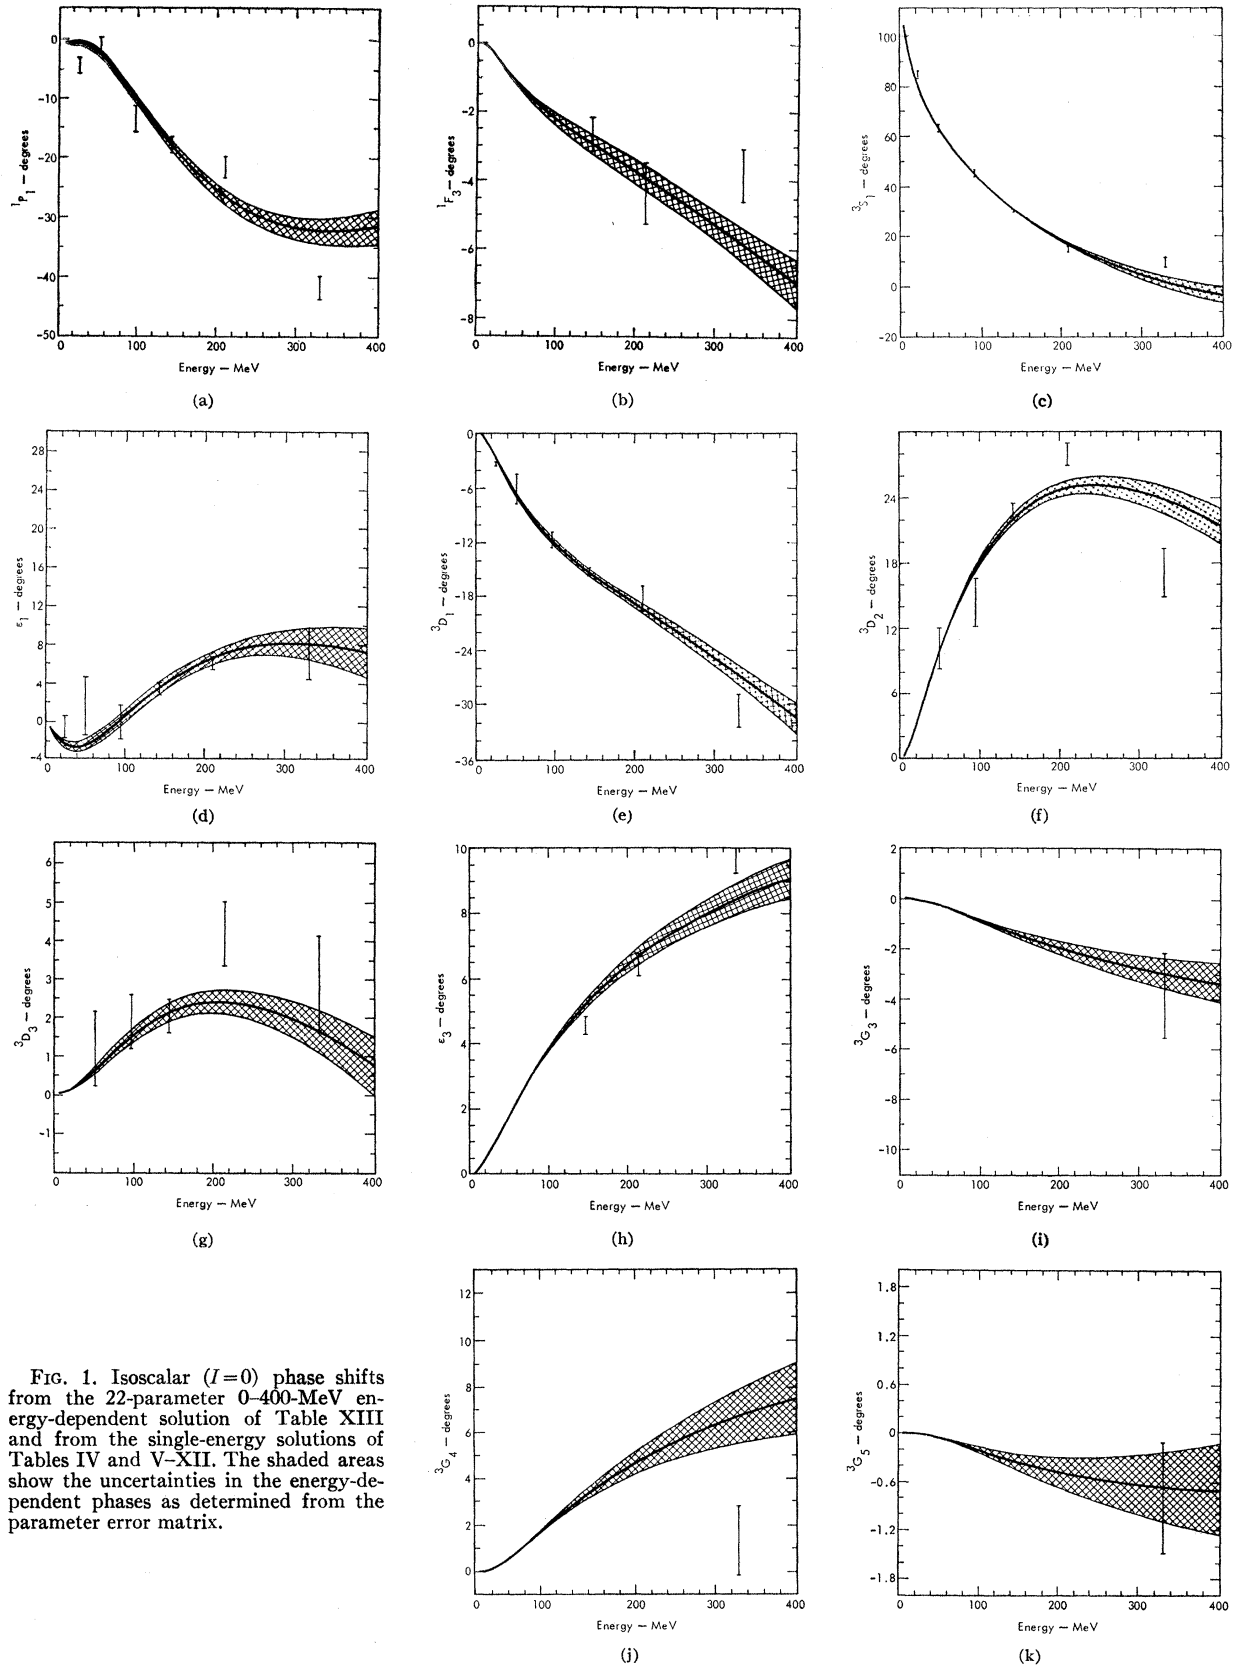 0
-10
-20
-30
-40
-50
¹P₁ — degrees
0 100 200 300 400
Energy — MeV
(a)
0
-2
-4
-6
-8
¹F₃ — degrees
0 100 200 300 400
Energy — MeV
(b)
100
80
60
40
20
0
-20
³S₁ — degrees
0 100 200 300 400
Energy — MeV
(c)
28
24
20
16
12
8
4
0
-4
ε₁ — degrees
0 100 200 300 400
Energy — MeV
(d)
0
-6
-12
-18
-24
-30
-36
³D₁ — degrees
0 100 200 300 400
Energy — MeV
(e)
24
18
12
6
0
³D₂ — degrees
0 100 200 300 400
Energy — MeV
(f)
6
5
4
3
2
1
0
-1
³D₃ — degrees
0 100 200 300 400
Energy — MeV
(g)
10
8
6
4
2
0
ε₃ — degrees
0 100 200 300 400
Energy — MeV
(h)
2
0
-2
-4
-6
-8
-10
³G₃ — degrees
0 100 200 300 400
Energy — MeV
(i)
FIG. 1. Isoscalar (I=0) phase shifts
from the 22-parameter 0–400-MeV en-
ergy-dependent solution of Table XIII
and from the single-energy solutions of
Tables IV and V–XII. The shaded areas
show the uncertainties in the energy-de-
pendent phases as determined from the
parameter error matrix.
12
10
8
6
4
2
0
³G₄ — degrees
0 100 200 300 400
Energy — MeV
(j)
1.8
1.2
0.6
0
-0.6
-1.2
-1.8
³G₅ — degrees
0 100 200 300 400
Energy — MeV
(k)